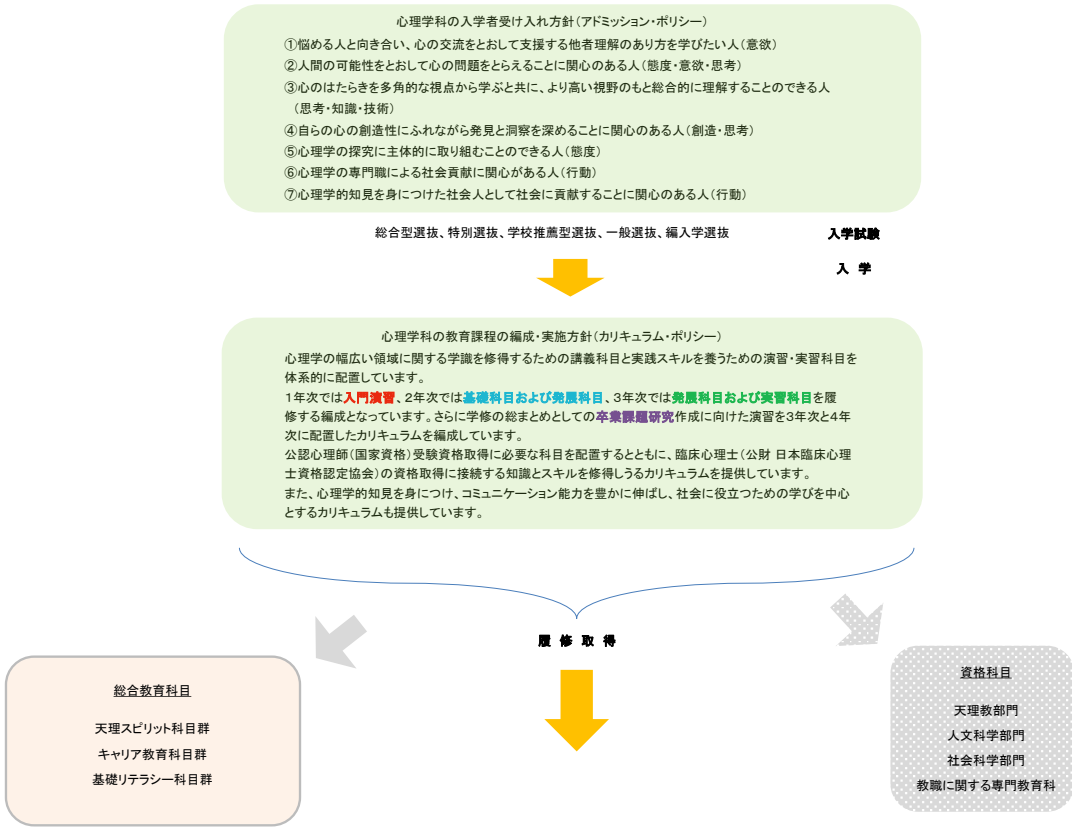 心理学科の入学者受け入れ方針(アドミッション・ポリシー)
①悩める人と向き合い、心の交流をとおして支援する他者理解のあり方を学びたい人(意欲)
②人間の可能性をとおして心の問題をとらえることに関心のある人(態度・意欲・思考)
③心のはたらきを多角的な視点から学ぶと共に、より高い視野のもと総合的に理解することのできる人
(思考・知識・技術)
④自らの心の創造性にふれながら発見と洞察を深めることに関心のある人(創造・思考)
⑤心理学の探究に主体的に取り組むことのできる人(態度)
⑥心理学の専門職による社会貢献に関心がある人(行動)
⑦心理学的知見を身につけた社会人として社会に貢献することに関心のある人(行動)
総合型選抜、特別選抜、学校推薦型選抜、一般選抜、編入学選抜
入学試験
入 学
心理学科の教育課程の編成・実施方針(カリキュラム・ポリシー)
心理学の幅広い領域に関する学識を修得するための講義科目と実践スキルを養うための演習・実習科目を
体系的に配置しています。
1年次では入門演習、2年次では基礎科目および発展科目、3年次では発展科目および実習科目を履
修する編成となっています。さらに学修の総まとめとしての卒業課題研究作成に向けた演習を3年次と4年
次に配置したカリキュラムを編成しています。
公認心理師(国家資格)受験資格取得に必要な科目を配置するとともに、臨床心理士(公財 日本臨床心理
士資格認定協会)の資格取得に接続する知識とスキルを修得しうるカリキュラムを提供しています。
また、心理学的知見を身につけ、コミュニケーション能力を豊かに伸ばし、社会に役立つための学びを中心
とするカリキュラムも提供しています。
履 修 取 得
総合教育科目
天理スピリット科目群
キャリア教育科目群
基礎リテラシー科目群
資格科目
天理教部門
人文科学部門
社会科学部門
教職に関する専門教育科